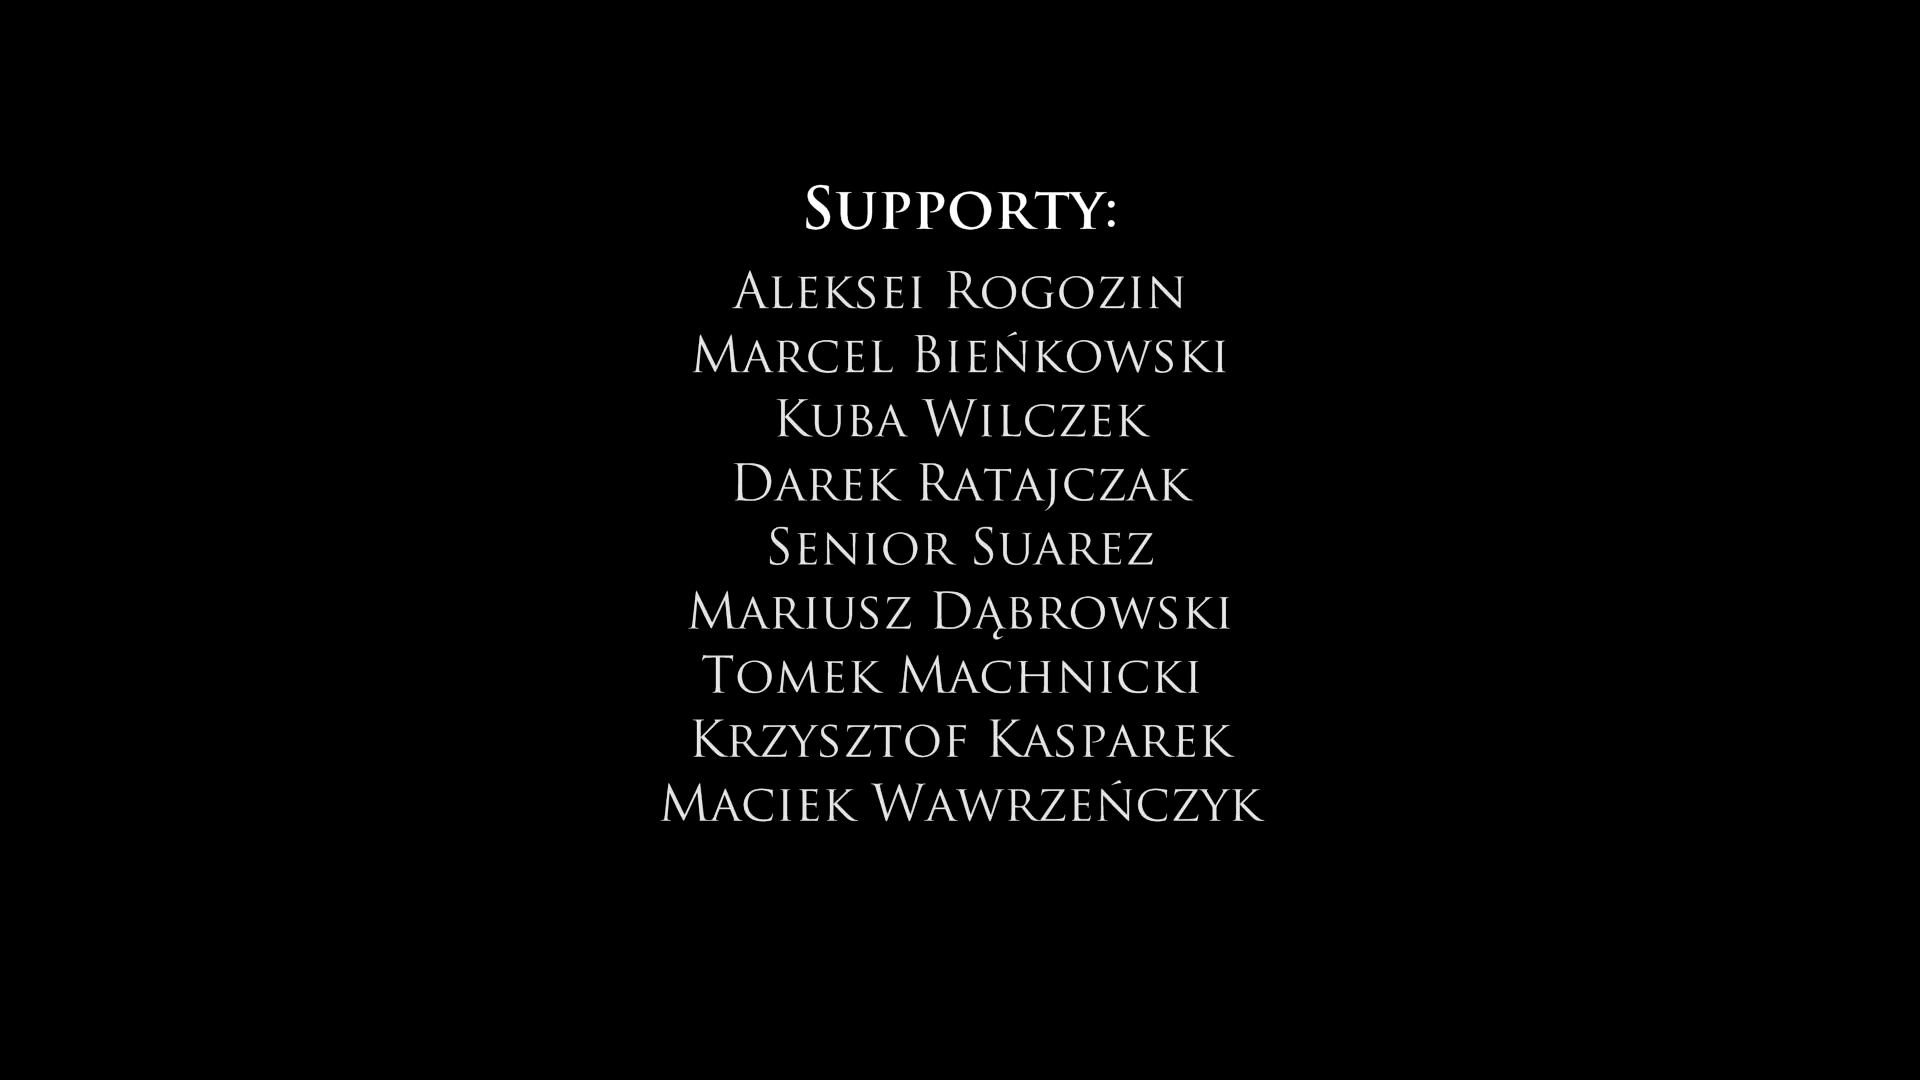 Supporty:
Aleksei Rogozin
Marcel Bieńkowski
Kuba Wilczek
Darek Ratajczak
Senior Suarez
Mariusz Dąbrowski
Tomek Machnicki
Krzysztof Kasparek
Maciek Wawrzeńczyk